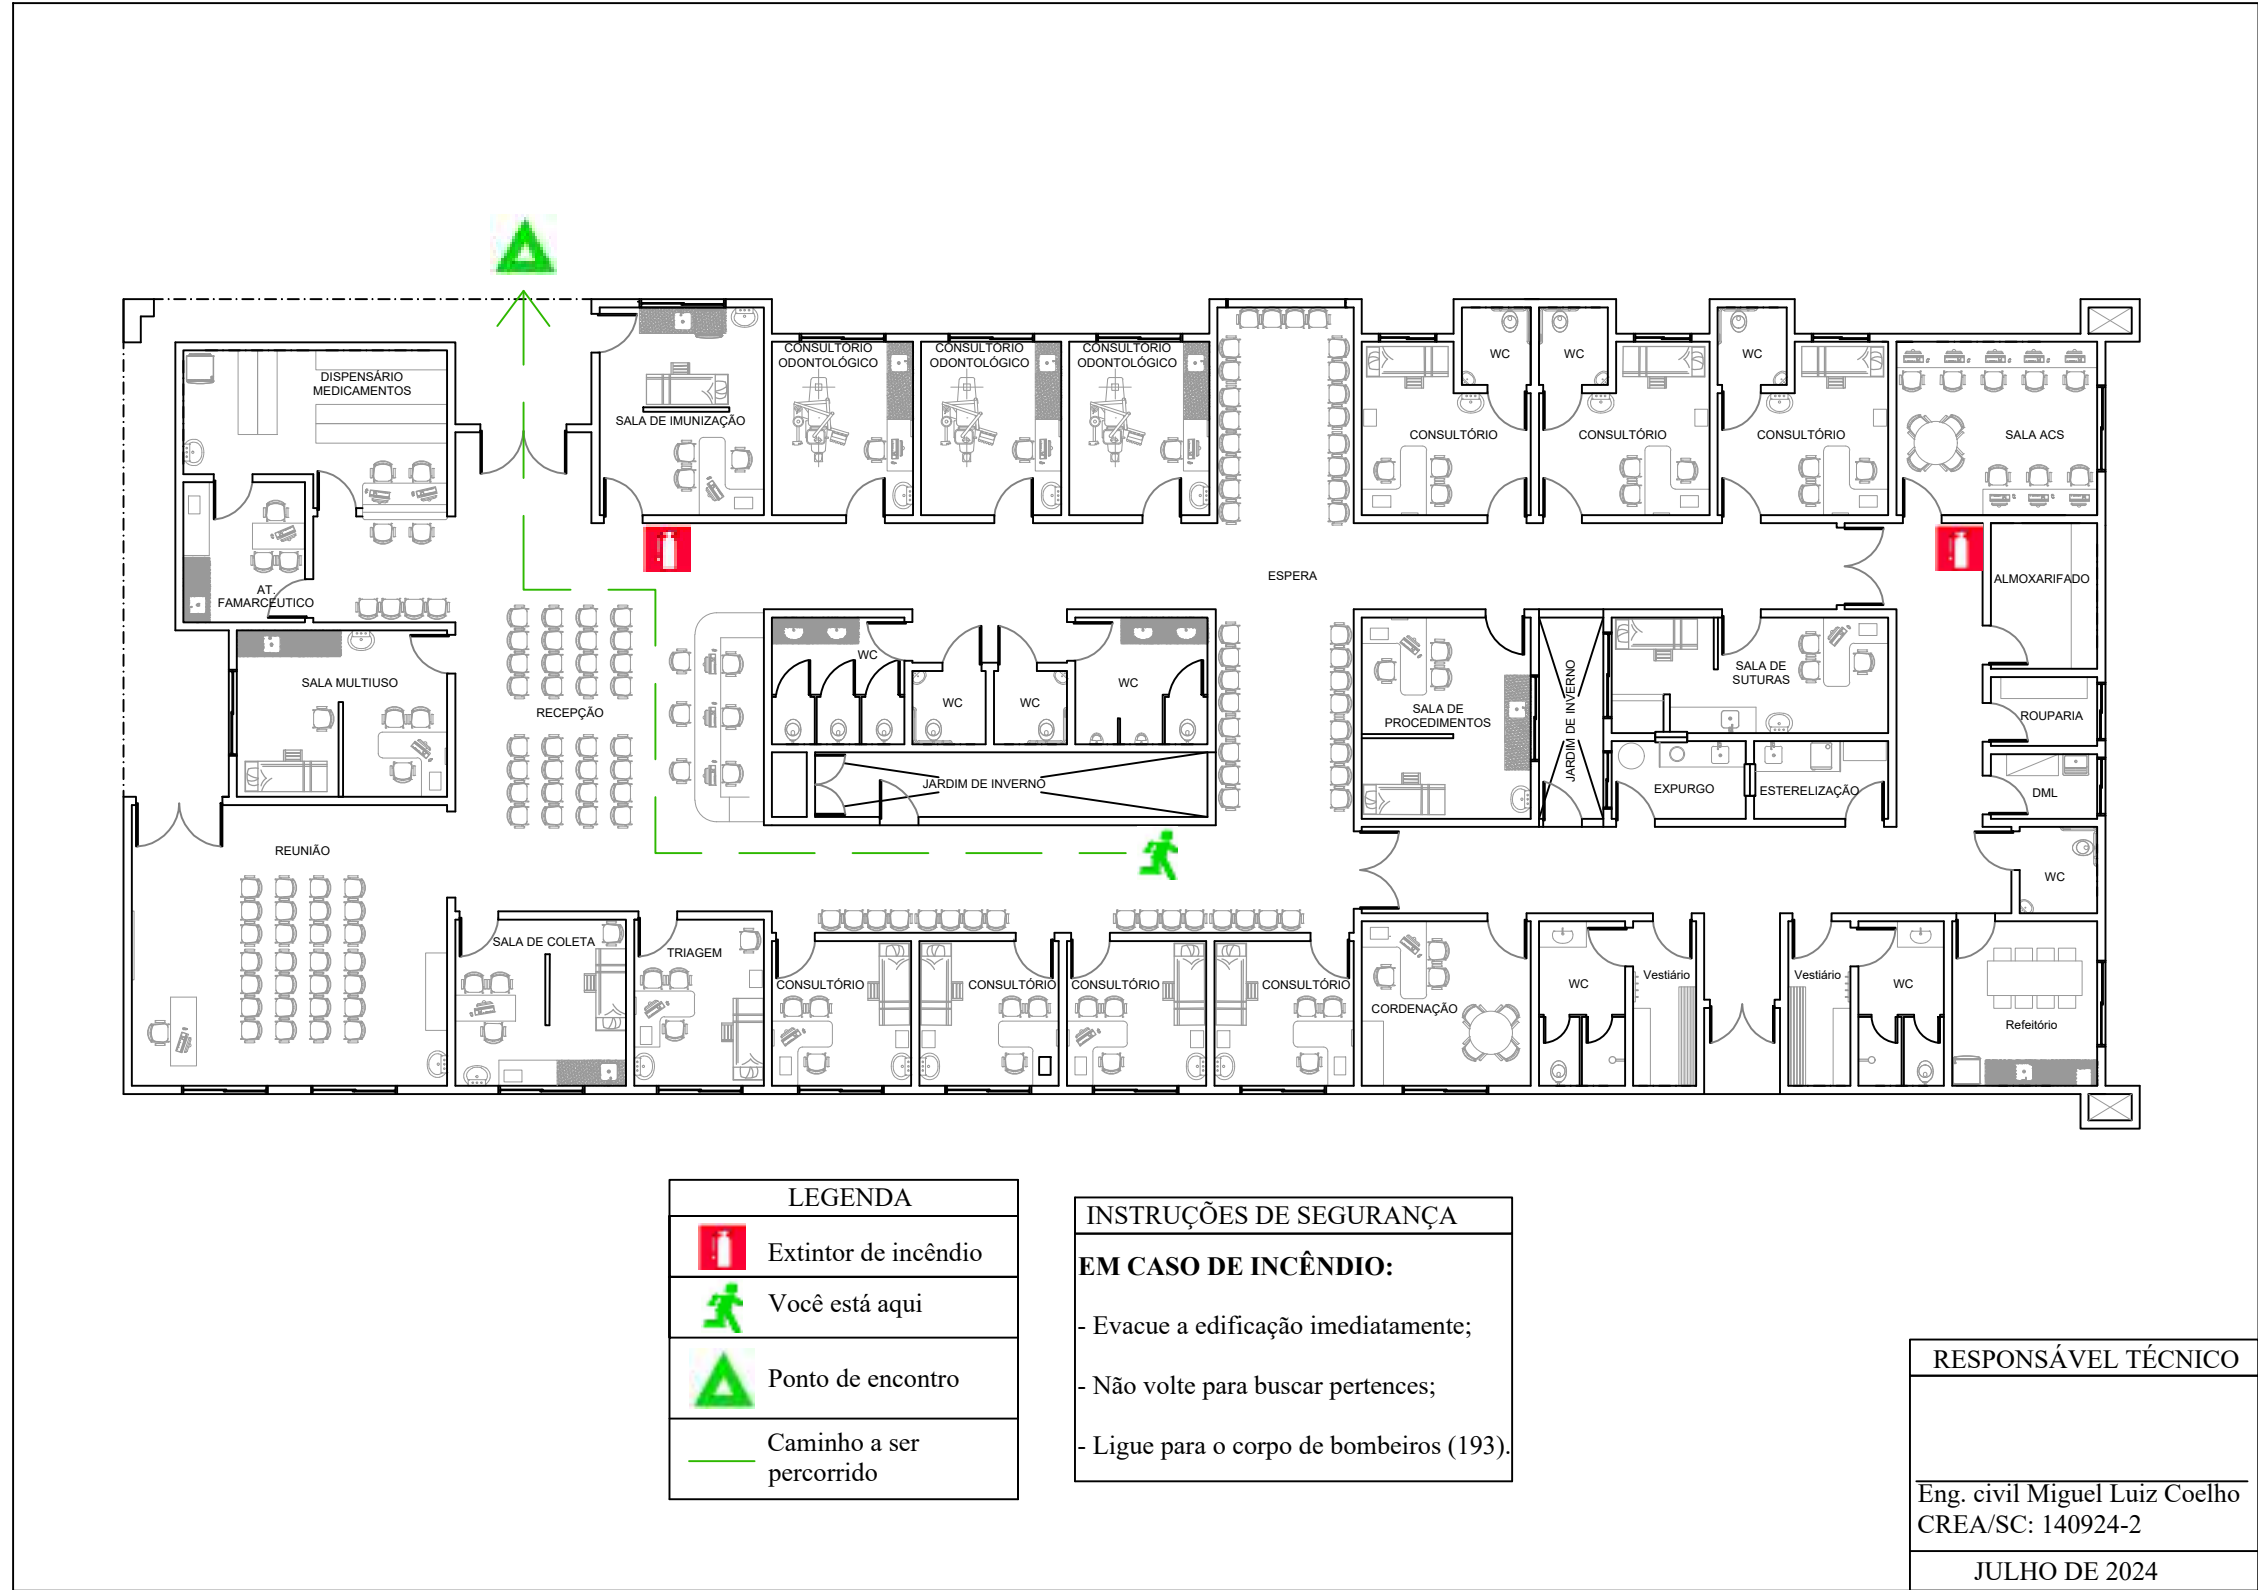 CONSULTÓRIO
ODONTOLÓGICO
CONSULTÓRIO
ODONTOLÓGICO
CONSULTÓRIO
ODONTOLÓGICO
WC
WC
WC
DISPENSÁRIO
MEDICAMENTOS
SALA DE IMUNIZAÇÃO
CONSULTÓRIO
CONSULTÓRIO
CONSULTÓRIO
SALA ACS
ESPERA
ALMOXARIFADO
AT.
FAMARCEUTICO
WC
SALA MULTIUSO
WC
WC
WC
RECEPÇÃO
SALA DE
PROCEDIMENTOS
JARDIM DE INVERNO
SALA DE
SUTURAS
ROUPARIA
JARDIM DE INVERNO
EXPURGO
ESTERELIZAÇÃO
DML
REUNIÃO
WC
SALA DE COLETA
TRIAGEM
CONSULTÓRIO
CONSULTÓRIO
CONSULTÓRIO
CONSULTÓRIO
CORDENAÇÃO
WC
Vestiário
Vestiário
WC
Refeitório
LEGENDA
Extintor de incêndio
Você está aqui
Ponto de encontro
Caminho a ser
percorrido
INSTRUÇÕES DE SEGURANÇA
EM CASO DE INCÊNDIO:
- Evacue a edificação imediatamente;
- Não volte para buscar pertences;
- Ligue para o corpo de bombeiros (193).
RESPONSÁVEL TÉCNICO
Eng. civil Miguel Luiz Coelho
CREA/SC: 140924-2
JULHO DE 2024